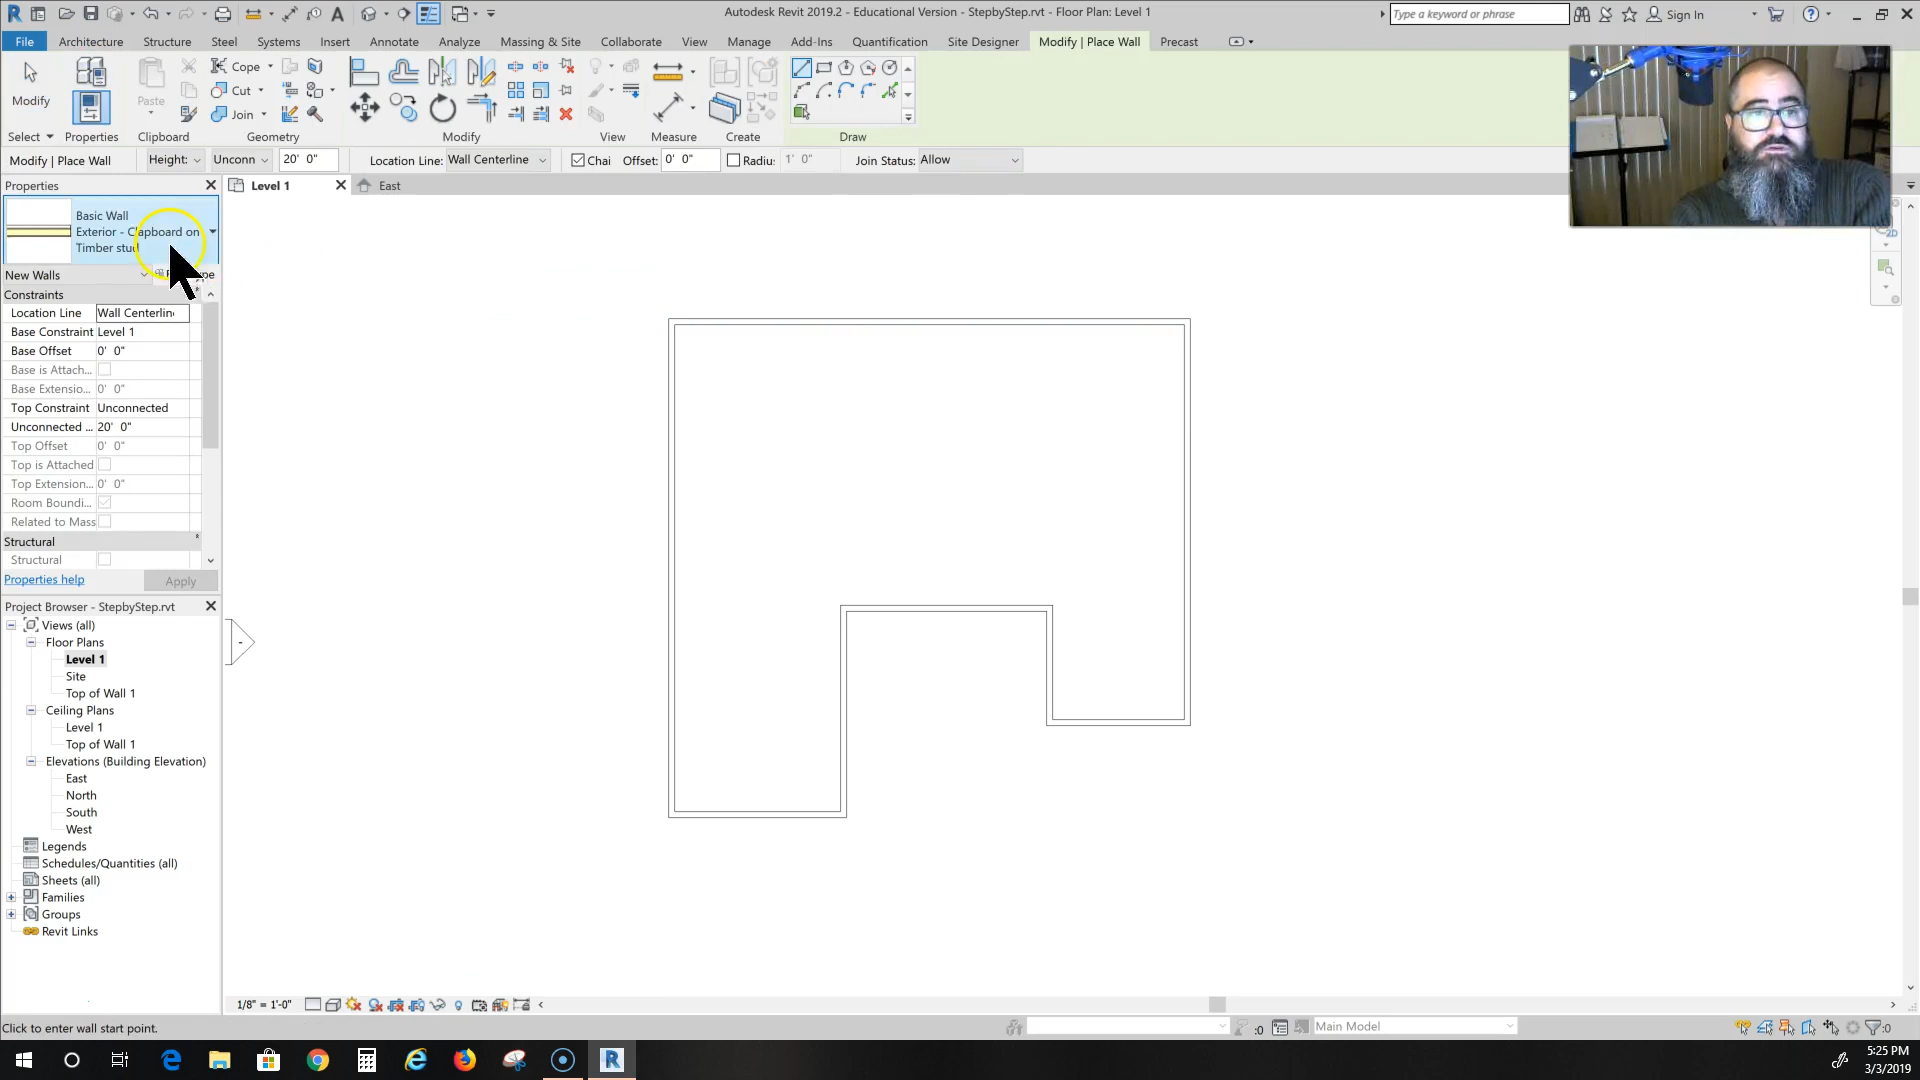 Autodesk Revit 2019.2 - Educational Version - StepbyStep.rvt - Floor Plan: Level 1
Type a keyword or phrase
Sign In
File Architecture Structure Steel Systems Insert Annotate Analyze Massing & Site Collaborate View Manage Add-Ins Quantification Site Designer Modify | Place Wall Precast
Modify
Paste
Cope
Cut
Join
Select Properties Clipboard Geometry Modify View Measure Create Draw
Modify | Place Wall Height: Unconn 20' 0" Location Line: Wall Centerline Chai Offset: 0' 0" Radiu: 1' 0" Join Status: Allow
Properties
Level 1
East
Basic Wall
Exterior - Clapboard on
Timber stud
New Walls
Constraints
Location Line Wall Centerline
Base Constraint Level 1
Base Offset 0' 0"
Base is Attach...
Base Extensio... 0' 0"
Top Constraint Unconnected
Unconnected ... 20' 0"
Top Offset 0' 0"
Top is Attached
Top Extension... 0' 0"
Room Boundi...
Related to Mass
Structural
Structural
Properties help Apply
Project Browser - StepbyStep.rvt
Views (all)
Floor Plans
Level 1
Site
Top of Wall 1
Ceiling Plans
Level 1
Top of Wall 1
Elevations (Building Elevation)
East
North
South
West
Legends
Schedules/Quantities (all)
Sheets (all)
Families
Groups
Revit Links
1/8" = 1'-0"
Click to enter wall start point.
:0
Main Model
:0
5:25 PM
3/3/2019